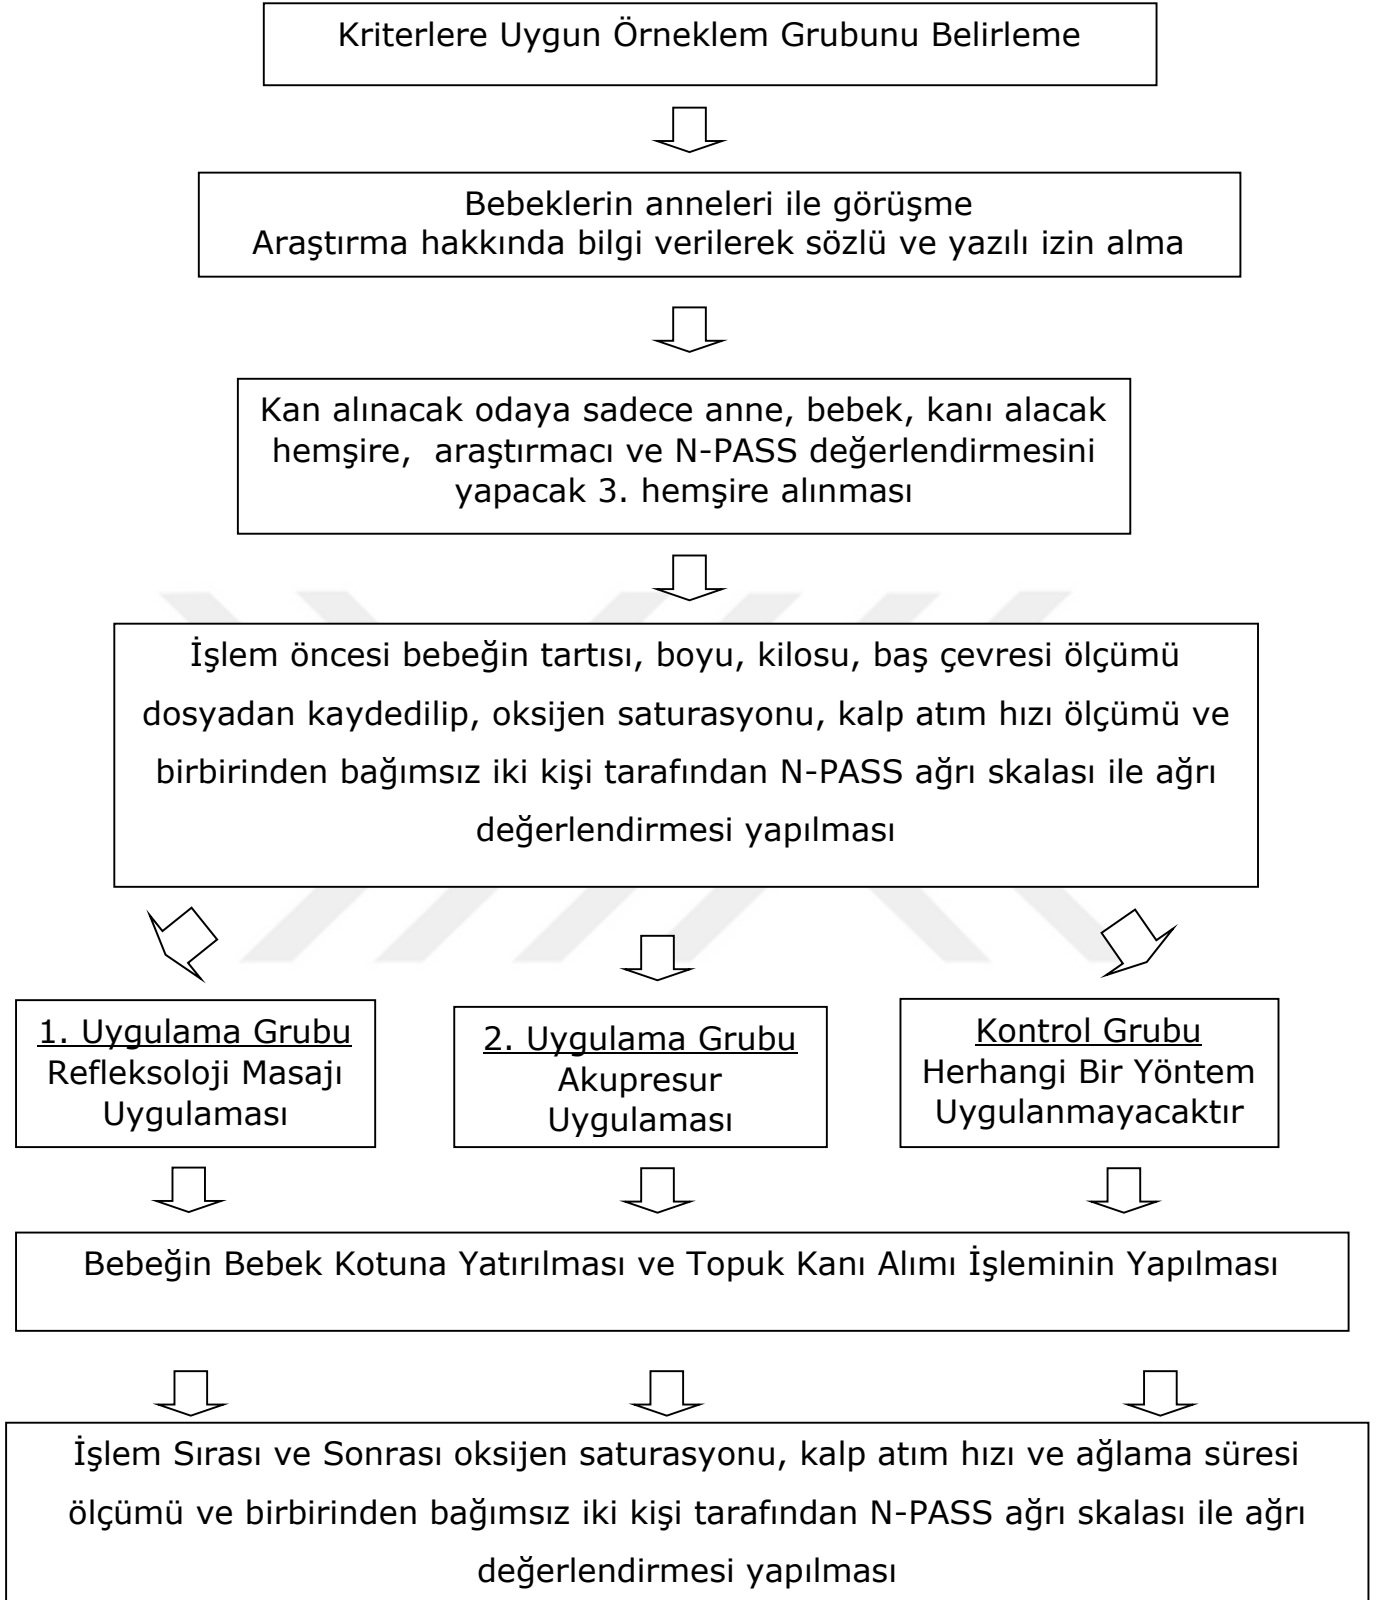 Kriterlere Uygun Örneklem Grubunu Belirleme
Bebeklerin anneleri ile görüşme
Araştırma hakkında bilgi verilerek sözlü ve yazılı izin alma
Kan alınacak odaya sadece anne, bebek, kanı alacak
hemşire, araştırmacı ve N-PASS değerlendirmesini
yapacak 3. hemşire alınması
İşlem öncesi bebeğin tartısı, boyu, kilosu, baş çevresi ölçümü
dosyadan kaydedilip, oksijen saturasyonu, kalp atım hızı ölçümü ve
birbirinden bağımsız iki kişi tarafından N-PASS ağrı skalası ile ağrı
değerlendirmesi yapılması
1. Uygulama Grubu
Refleksoloji Masajı
Uygulaması
2. Uygulama Grubu
Akupresur
Uygulaması
Kontrol Grubu
Herhangi Bir Yöntem
Uygulanmayacaktır
Bebeğin Bebek Kotuna Yatırılması ve Topuk Kanı Alımı İşleminin Yapılması
İşlem Sırası ve Sonrası oksijen saturasyonu, kalp atım hızı ve ağlama süresi
ölçümü ve birbirinden bağımsız iki kişi tarafından N-PASS ağrı skalası ile ağrı
değerlendirmesi yapılması